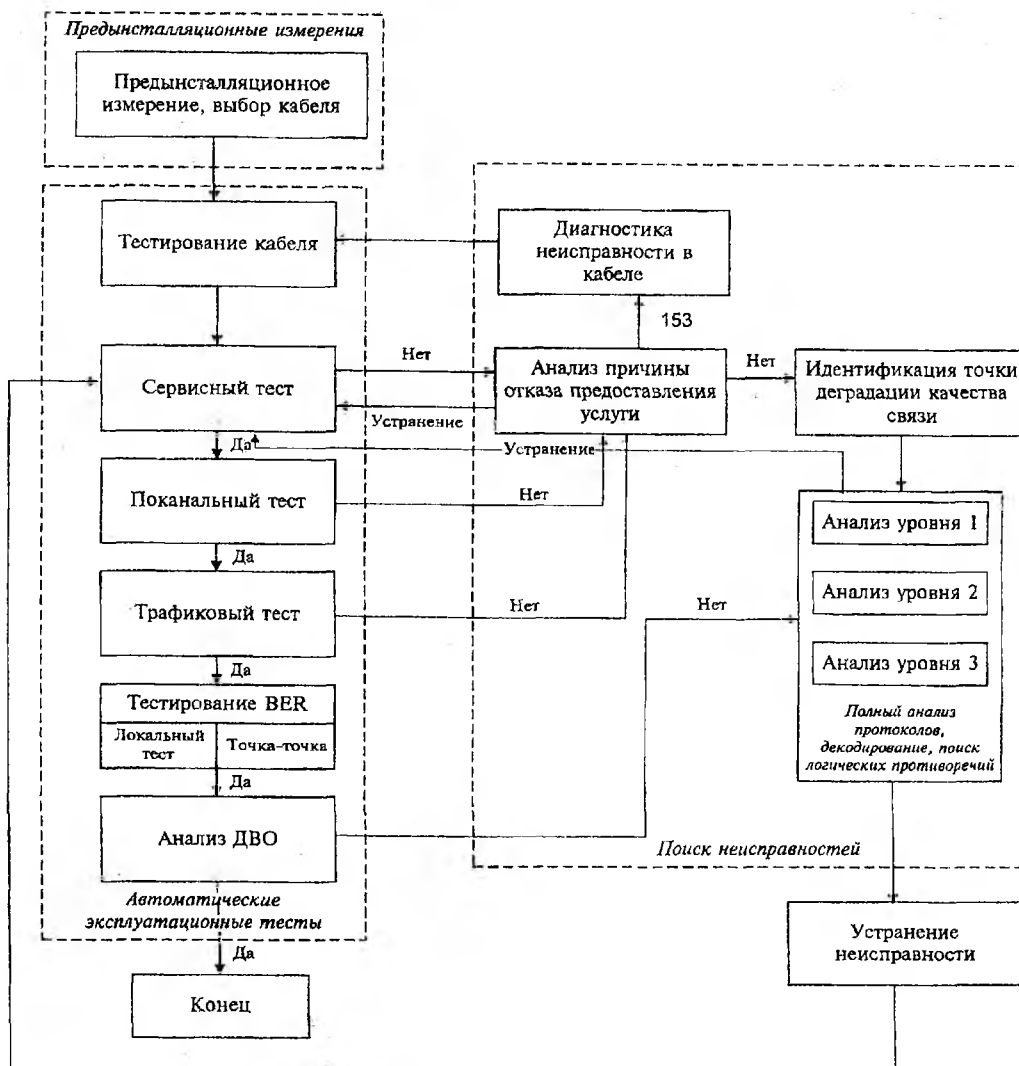 Предынсталляционные измерения
Предынсталляционное
измерение, выбор кабеля
Тестирование кабеля
Диагностика
неисправности в
кабеле
153
Сервисный тест
Нет
Анализ причины
отказа предоставления
услуги
Нет
Идентификация точки
деградации качества
связи
Устранение
Да
Устранение
Поканальный тест
Нет
Анализ уровня 1
Да
Трафиковый тест
Нет
Нет
Анализ уровня 2
Да
Анализ уровня 3
Тестирование BER
Локальный
тест
Точка-точка
Полный анализ
протоколов,
декодирование, поиск
логических противоречий
Да
Анализ ДВО
Поиск неисправностей
Автоматические
эксплуатационные тесты
Да
Устранение
неисправности
Конец